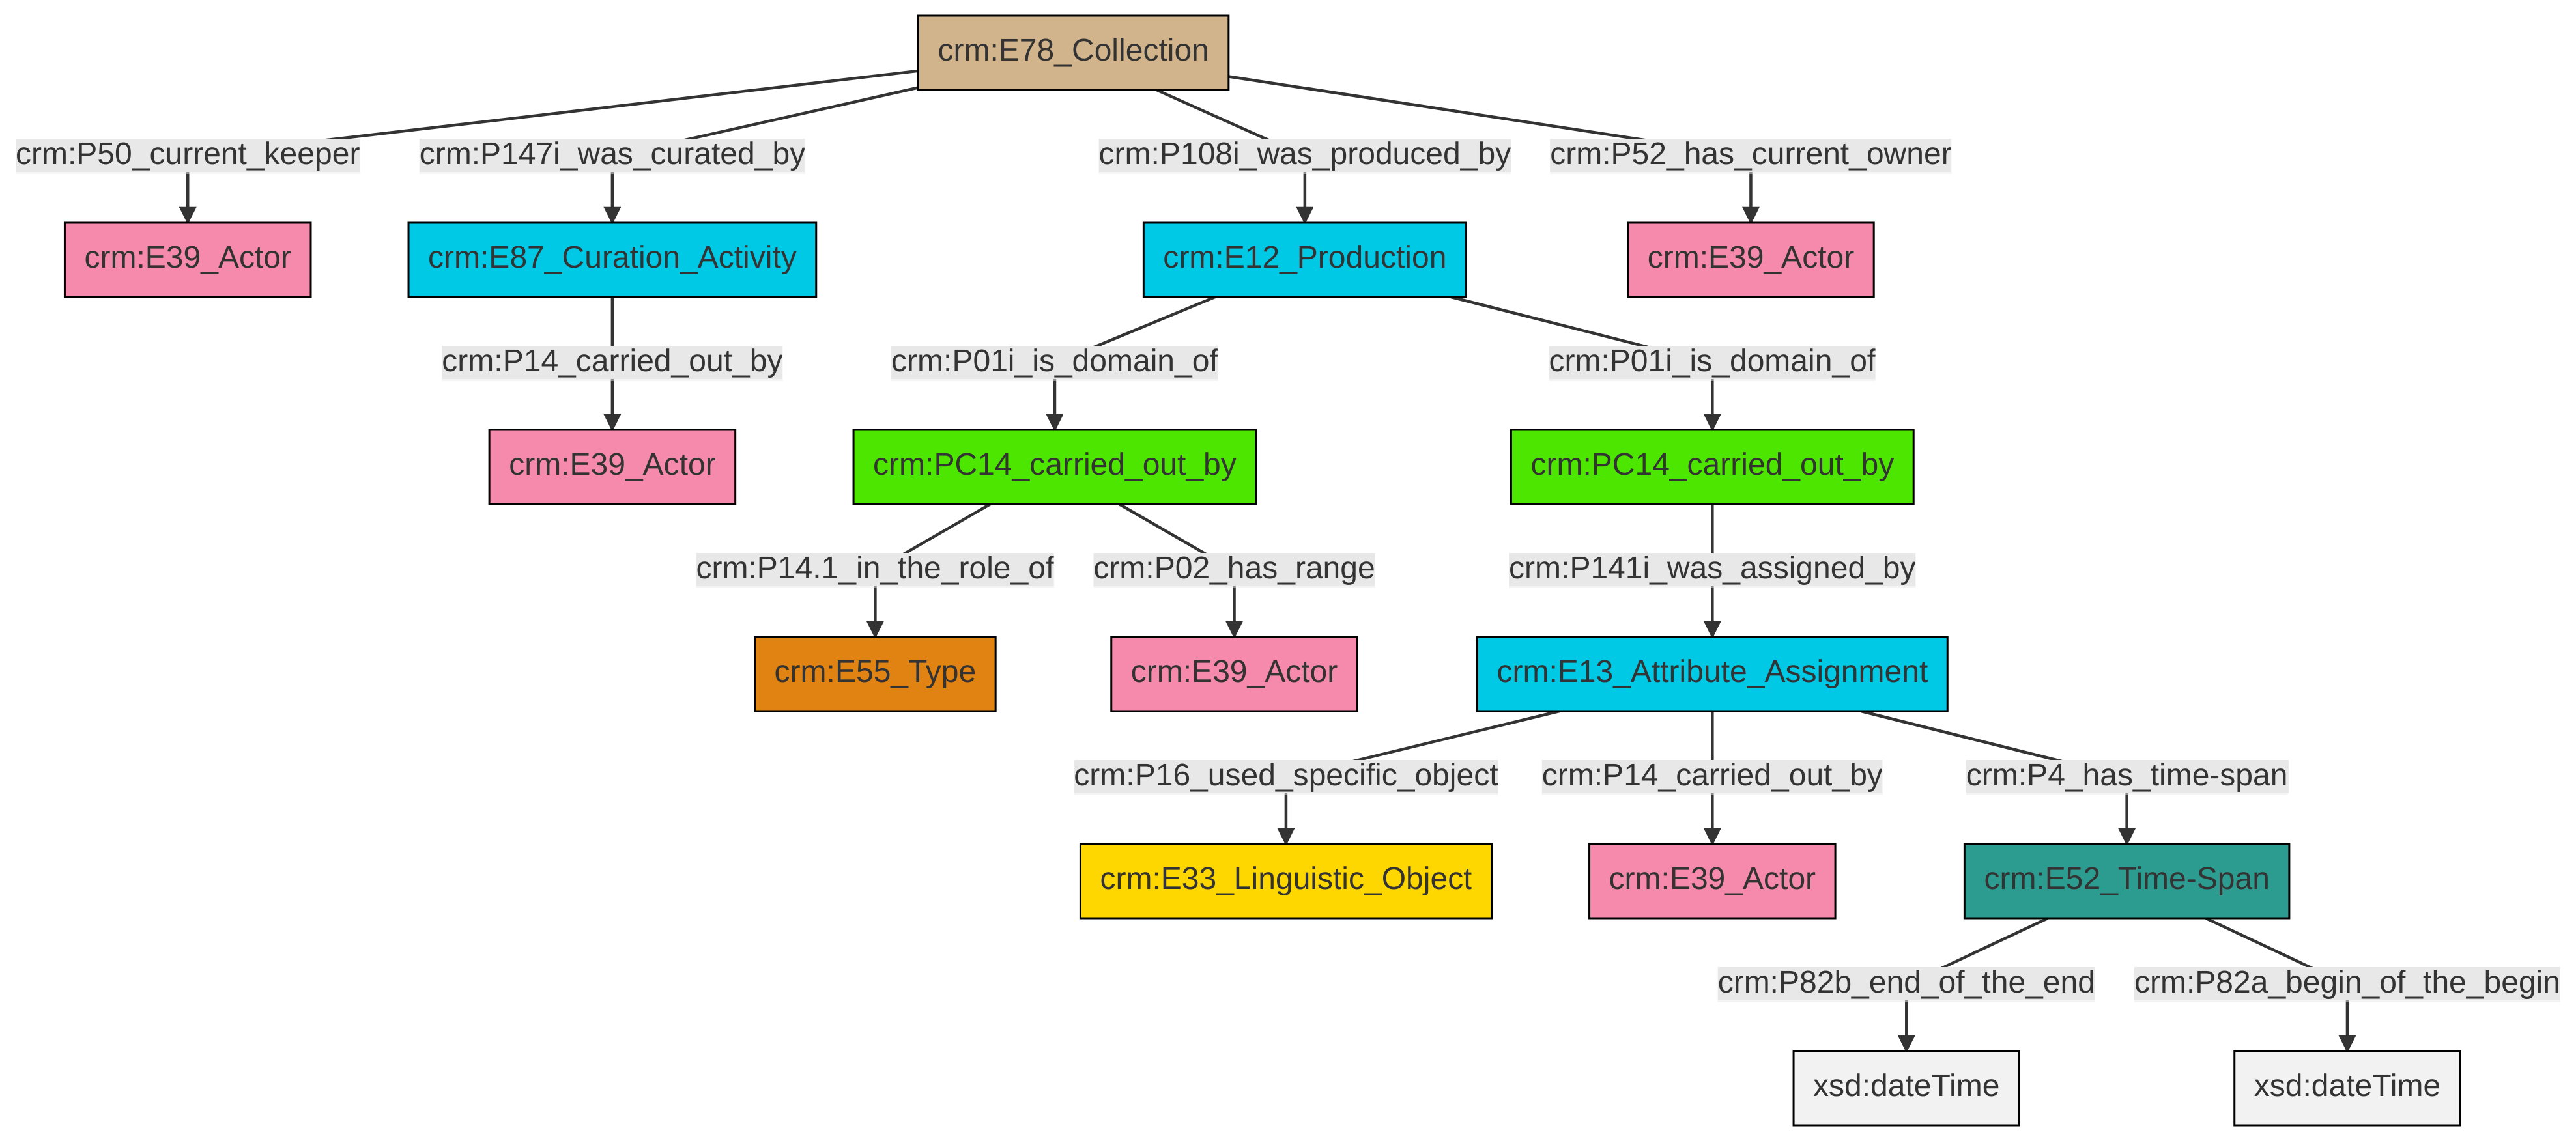 crm:E78_Collection
crm:P50_current_keeper
crm:P147i_was_curated_by
crm:P108i_was_produced_by
crm:P52_has_current_owner
crm:E39_Actor
crm:E87_Curation_Activity
crm:E12_Production
crm:E39_Actor
crm:P14_carried_out_by
crm:P01i_is_domain_of
crm:P01i_is_domain_of
crm:E39_Actor
crm:PC14_carried_out_by
crm:PC14_carried_out_by
crm:P14.1_in_the_role_of
crm:P02_has_range
crm:P141i_was_assigned_by
crm:E55_Type
crm:E39_Actor
crm:E13_Attribute_Assignment
crm:P16_used_specific_object
crm:P14_carried_out_by
crm:P4_has_time-span
crm:E33_Linguistic_Object
crm:E39_Actor
crm:E52_Time-Span
crm:P82b_end_of_the_end
crm:P82a_begin_of_the_begin
xsd:dateTime
xsd:dateTime